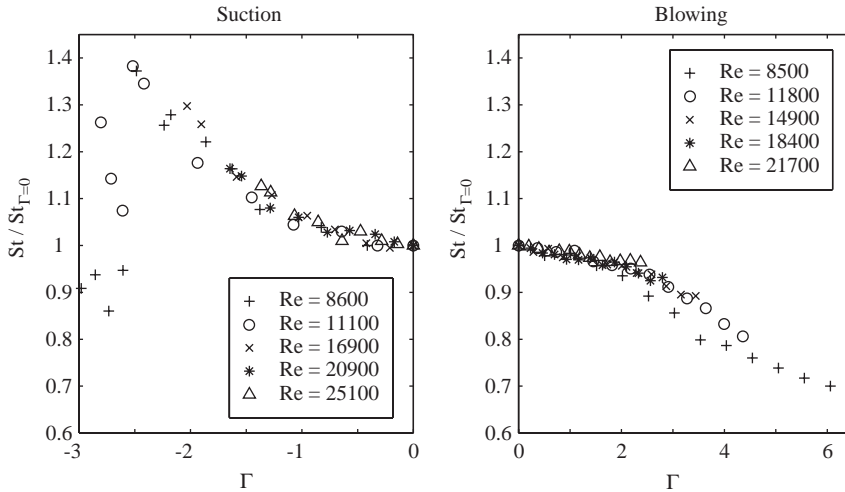 Suction
St / St_{Γ=0}
1.4
1.3
1.2
1.1
1
0.9
0.8
0.7
0.6
Re = 8600
Re = 11100
Re = 16900
Re = 20900
Re = 25100
-3 -2 -1 0
Γ
Blowing
St / St_{Γ=0}
1.4
1.3
1.2
1.1
1
0.9
0.8
0.7
0.6
Re = 8500
Re = 11800
Re = 14900
Re = 18400
Re = 21700
0 2 4 6
Γ